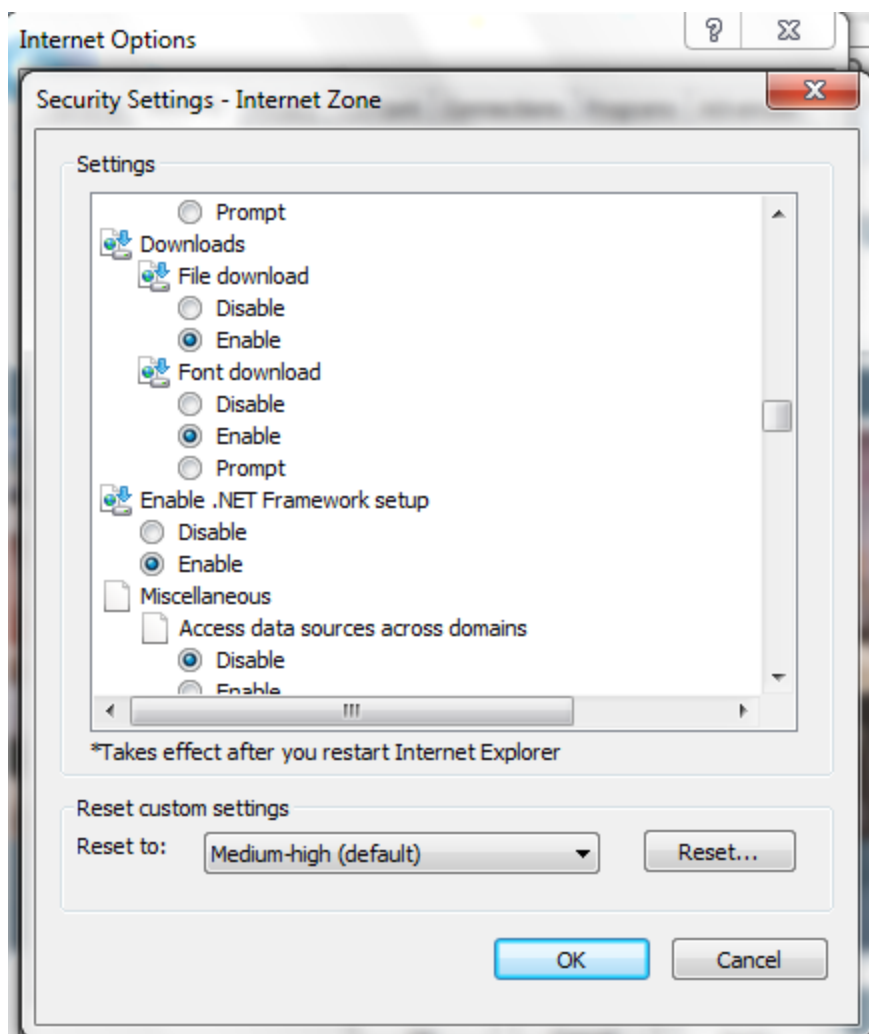 Internet Options
Security Settings - Internet Zone
Settings
Prompt
Downloads
File download
Disable
Enable
Font download
Disable
Enable
Prompt
Enable .NET Framework setup
Disable
Enable
Miscellaneous
Access data sources across domains
Disable
Enable
*Takes effect after you restart Internet Explorer
Reset custom settings
Reset to: Medium-high (default) Reset...
OK Cancel